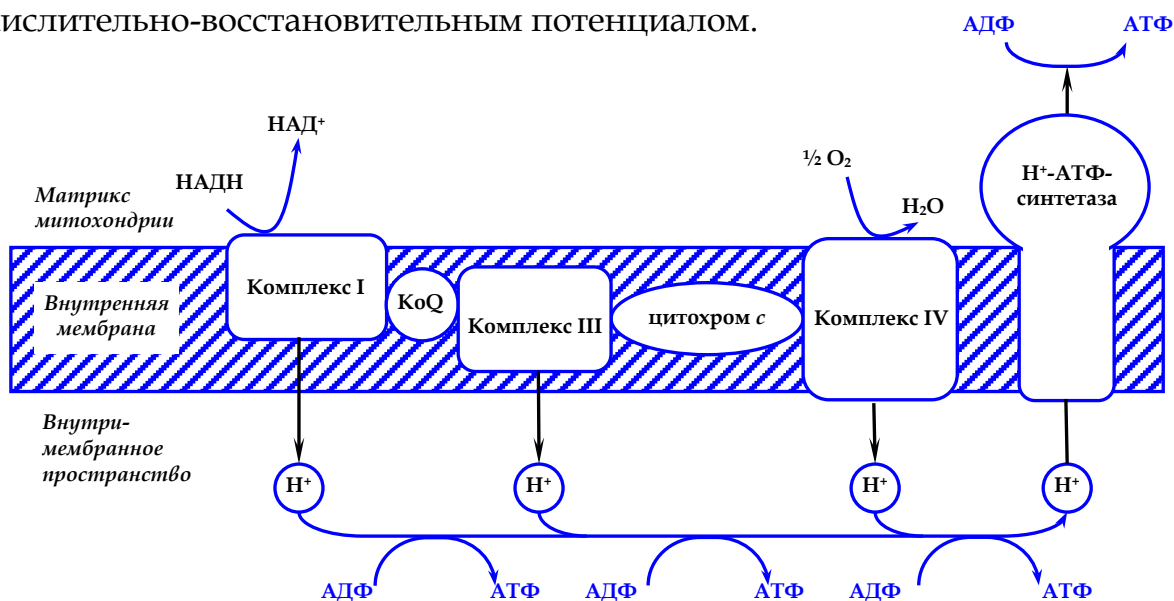 ислительно-восстановительным потенциалом.
АДФ
АТФ
НАД⁺
НАДН
½ O₂
H₂O
Матрикс
митохондрии
Н⁺-АТФ-
синтетаза
Внутренняя
мембрана
Комплекс I
KoQ
Комплекс III
цитохром c
Комплекс IV
Внутри-
мембранное
пространство
Н⁺
Н⁺
Н⁺
Н⁺
АДФ
АТФ
АДФ
АТФ
АДФ
АТФ